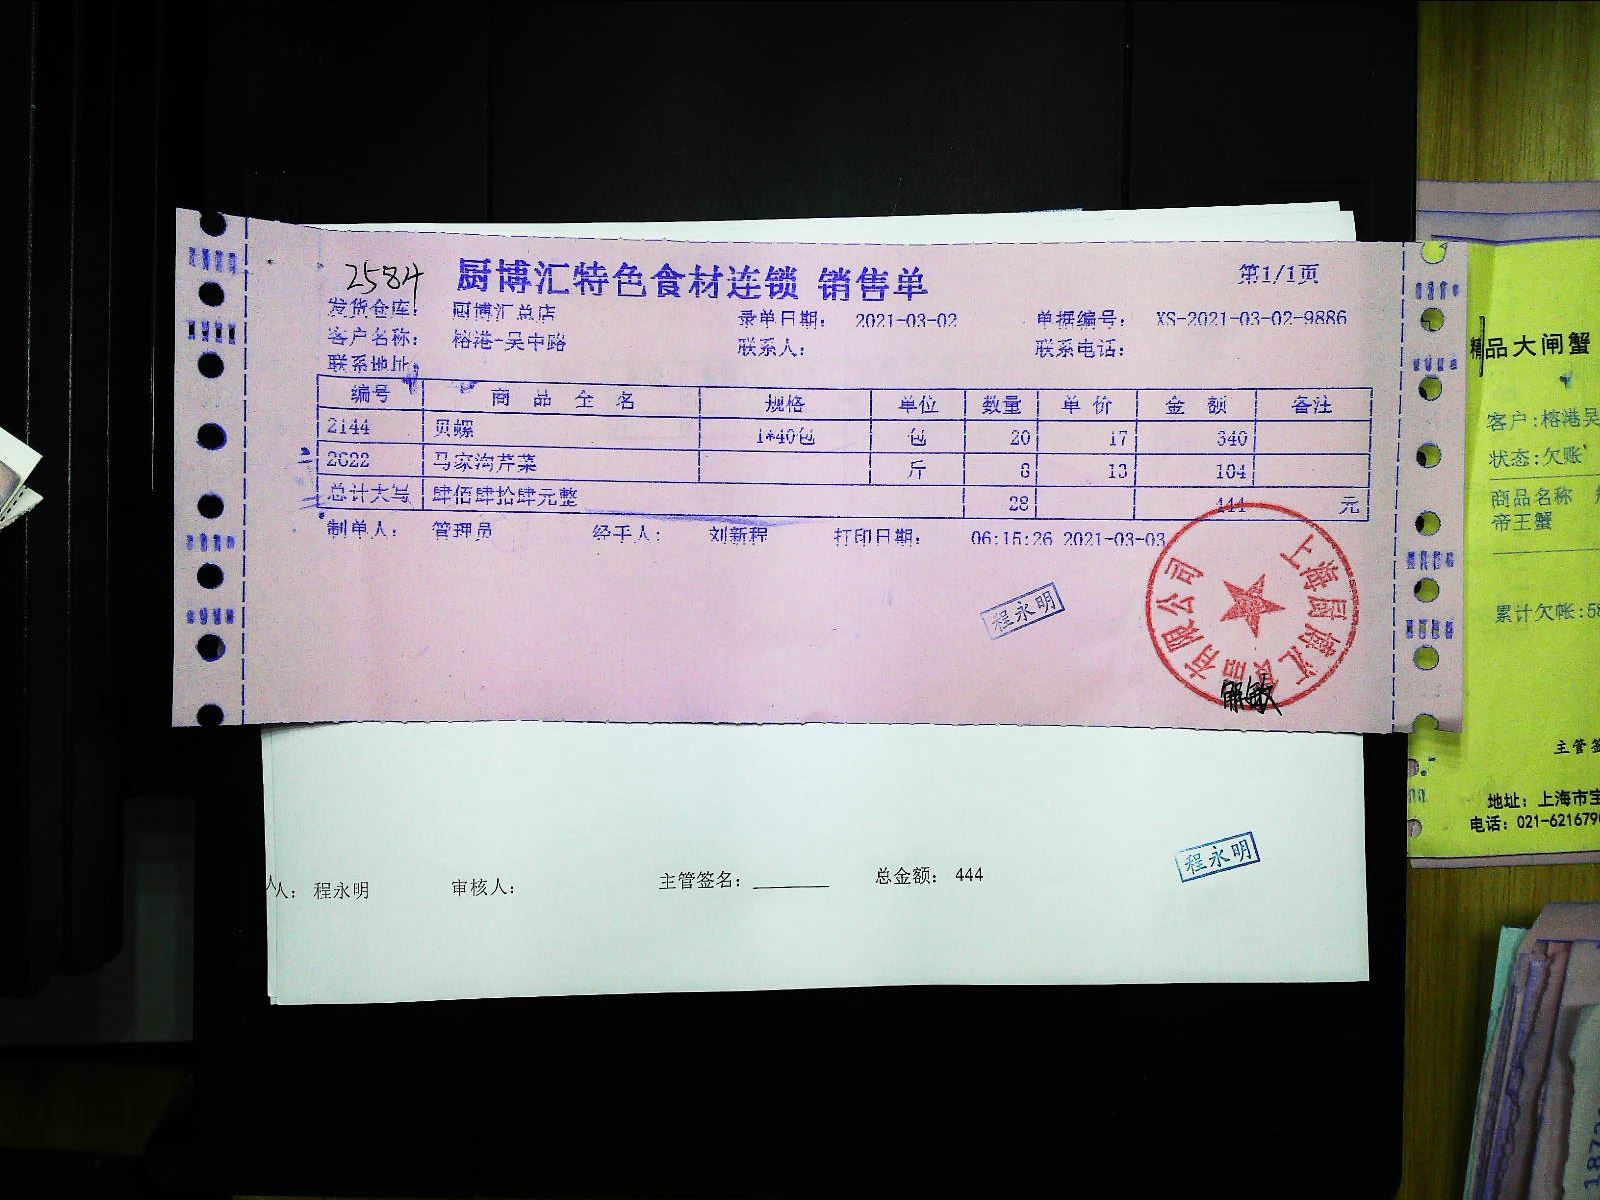 2584
厨博汇特色食材连锁 销售单
第1/1页
发货仓库： 厨博汇总店 录单日期： 2021-03-02 单据编号： XS-2021-03-02-9886
客户名称： 榕港-吴中路 联系人： 联系电话：
联系地址：
编号 商品全名 规格 单位 数量 单价 金额 备注
2144 贝螺 1*40包 包 20 17 340
2622 马家沟芹菜 斤 8 13 104
总计大写 肆佰肆拾肆元整 28 444 元
制单人： 管理员 经手人： 刘新程 打印日期： 06:15:26 2021-03-03
程永明
上海厨博汇食品有限公司
解敏
人： 程永明 审核人： 主管签名： 总金额： 444
程永明
精品大闸蟹
客户:榕港吴
状态:欠账
商品名称
帝王蟹
累计欠帐:58
主管签
地址：上海市宝
电话：021-621679